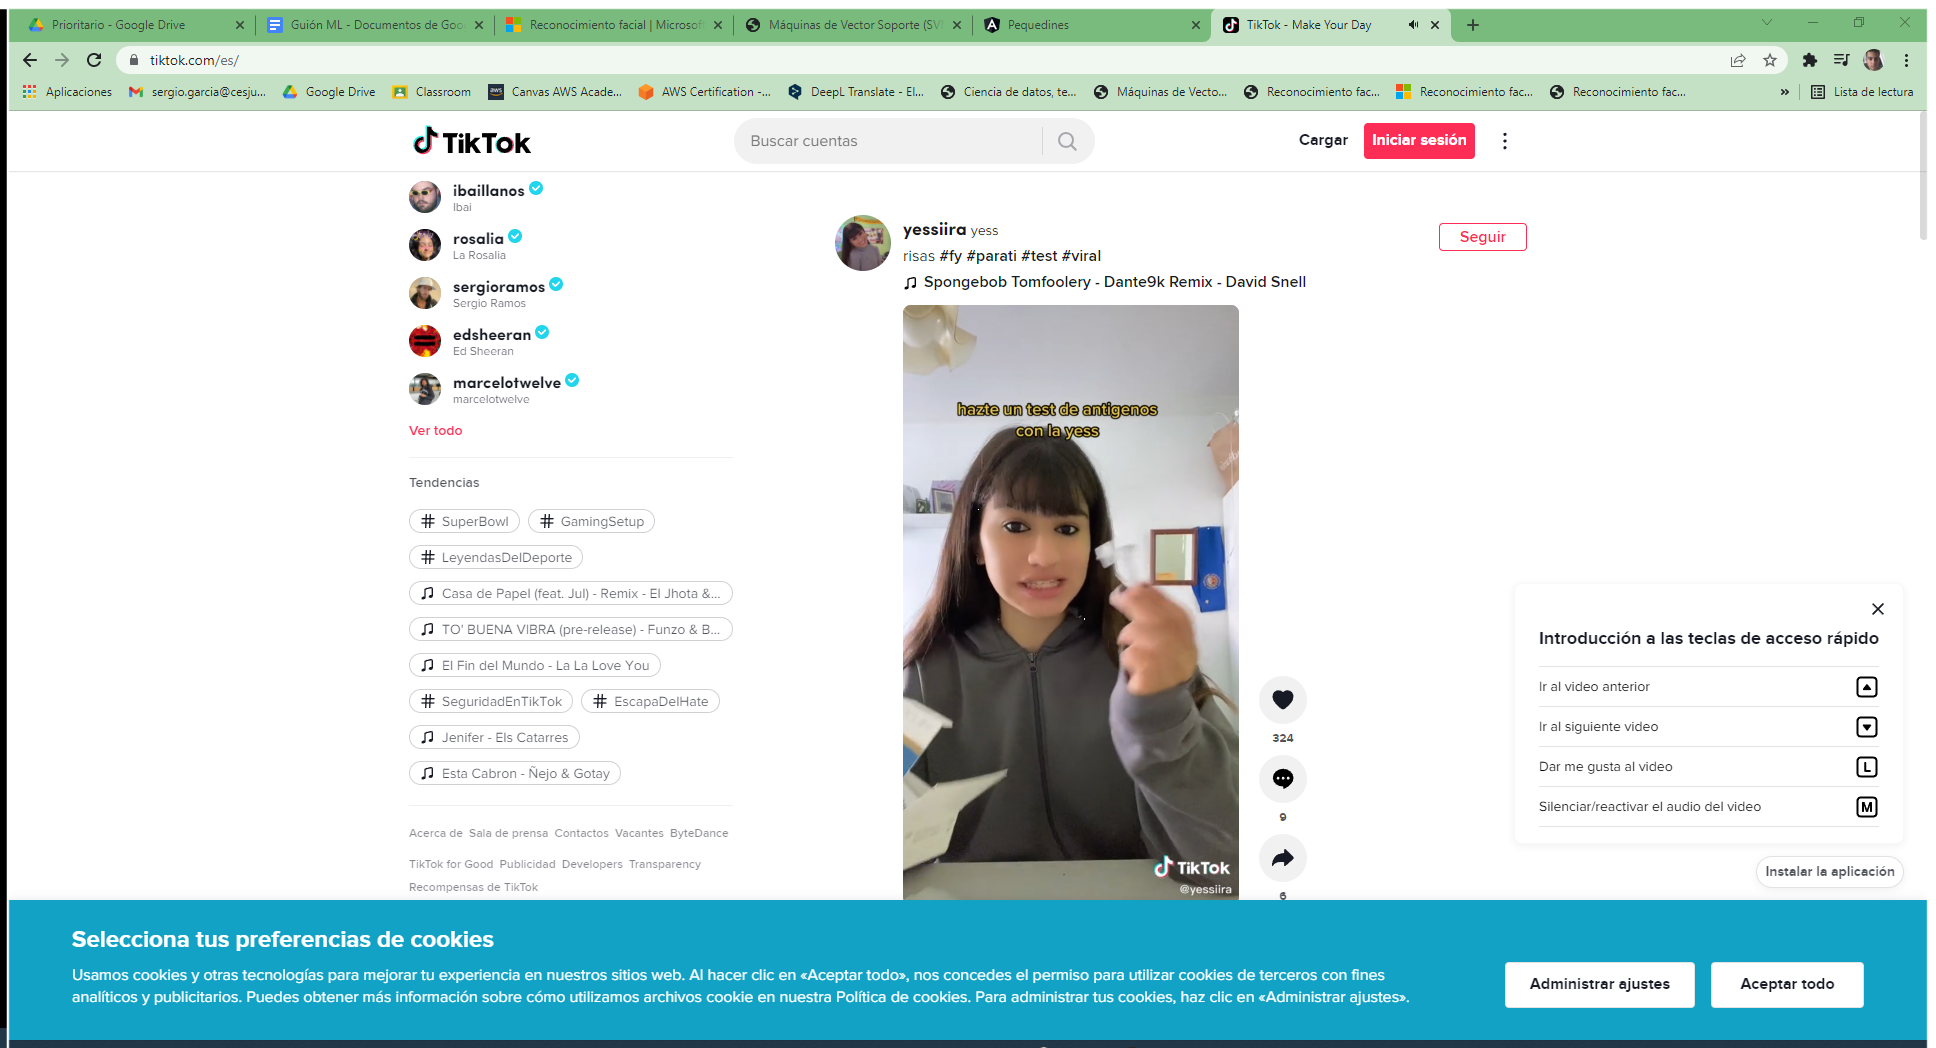 Prioritario - Google Drive
Guión ML - Documentos de Goo
Reconocimiento facial | Microsof
Máquinas de Vector Soporte (SV
Pequedines
TikTok - Make Your Day
tiktok.com/es/
Aplicaciones
sergio.garcia@cesju...
Google Drive
Classroom
Canvas AWS Acade...
AWS Certification -...
DeepL Translate - El...
Ciencia de datos, te...
Máquinas de Vecto...
Reconocimiento fac...
Reconocimiento fac...
Reconocimiento fac...
»
Lista de lectura
TikTok
Buscar cuentas
Cargar
Iniciar sesión
ibaillanos
Ibai
rosalia
La Rosalía
sergioramos
Sergio Ramos
edsheeran
Ed Sheeran
marcelotwelve
marcelotwelve
Ver todo
Tendencias
# SuperBowl
# GamingSetup
# LeyendasDelDeporte
Casa de Papel (feat. Jul) - Remix - El Jhota &...
TO' BUENA VIBRA (pre-release) - Funzo & B...
El Fin del Mundo - La La Love You
# SeguridadEnTikTok
# EscapaDelHate
Jenifer - Els Catarres
Esta Cabron - Ñejo & Gotay
Acerca de Sala de prensa Contactos Vacantes ByteDance
TikTok for Good Publicidad Developers Transparency
Recompensas de TikTok
yessiira yess
risas #fy #parati #test #viral
Spongebob Tomfoolery - Dante9k Remix - David Snell
Seguir
hazte un test de antigenos
con la yess
TikTok
@yessiira
324
9
6
Introducción a las teclas de acceso rápido
Ir al video anterior
Ir al siguiente video
Dar me gusta al video L
Silenciar/reactivar el audio del video M
Instalar la aplicación
Selecciona tus preferencias de cookies
Usamos cookies y otras tecnologías para mejorar tu experiencia en nuestros sitios web. Al hacer clic en «Aceptar todo», nos concedes el permiso para utilizar cookies de terceros con fines
analíticos y publicitarios. Puedes obtener más información sobre cómo utilizamos archivos cookie en nuestra Política de cookies. Para administrar tus cookies, haz clic en «Administrar ajustes».
Administrar ajustes
Aceptar todo